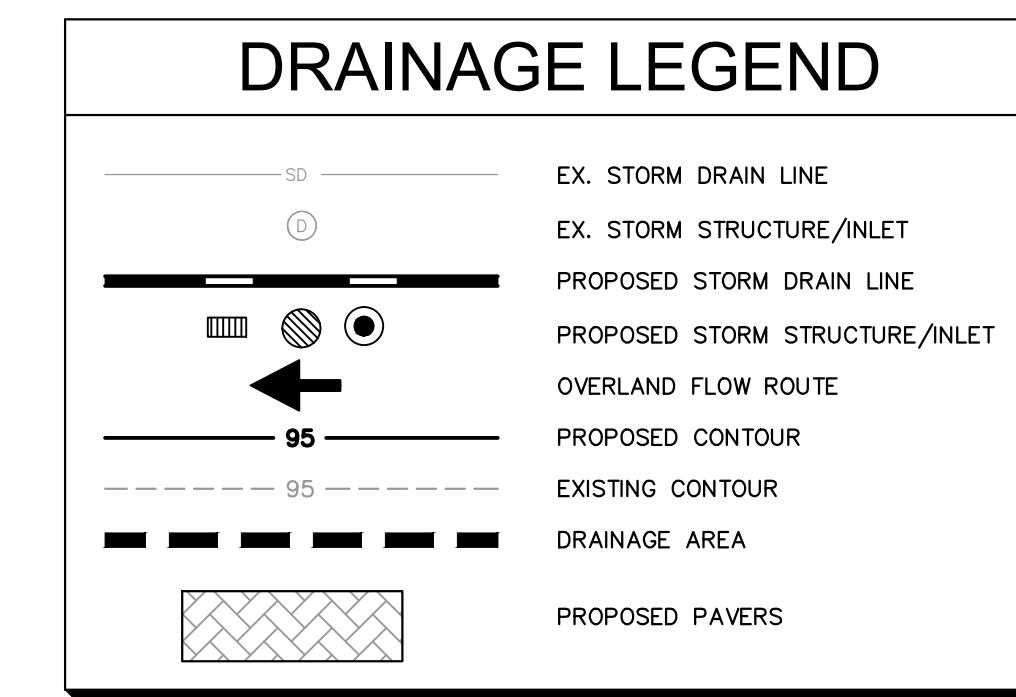 DRAINAGE LEGEND
SD EX. STORM DRAIN LINE
D EX. STORM STRUCTURE/INLET
PROPOSED STORM DRAIN LINE
PROPOSED STORM STRUCTURE/INLET
OVERLAND FLOW ROUTE
95 PROPOSED CONTOUR
95 EXISTING CONTOUR
DRAINAGE AREA
PROPOSED PAVERS